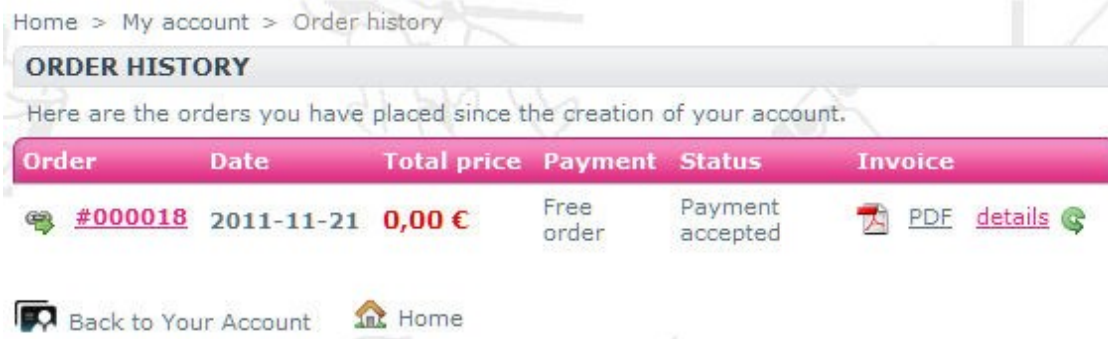 Home > My account > Order history
ORDER HISTORY
Here are the orders you have placed since the creation of your account.
Order Date Total price Payment Status Invoice
#000018 2011-11-21 0,00 € Free order Payment accepted PDF details
Back to Your Account Home